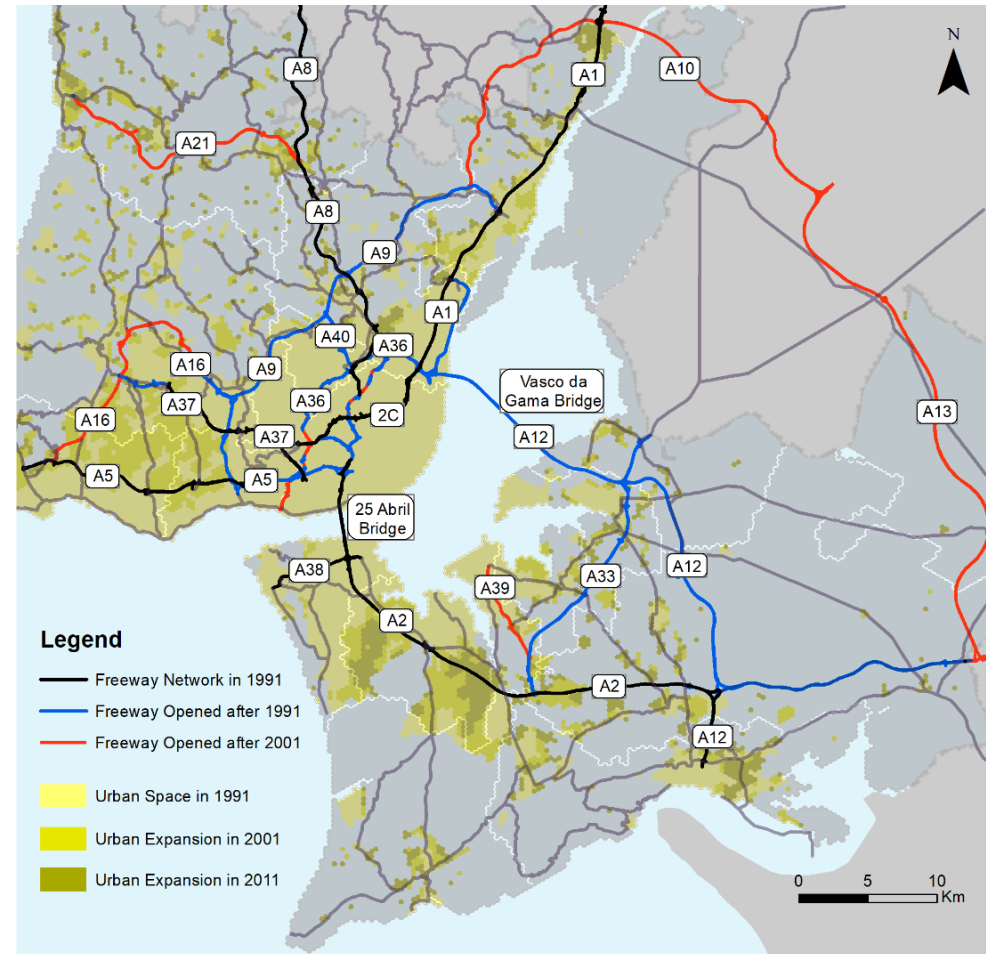 N
A8
A1
A10
A21
A8
A9
A1
A40
A36
A16
A9
Vasco da
Gama Bridge
A37
A36
2C
A16
A37
A12
A13
A5
A5
25 Abril
Bridge
A38
A39
A33
A12
A2
Legend
Freeway Network in 1991
A2
Freeway Opened after 1991
A12
Freeway Opened after 2001
Urban Space in 1991
Urban Expansion in 2001
Urban Expansion in 2011
0 5 10
Km